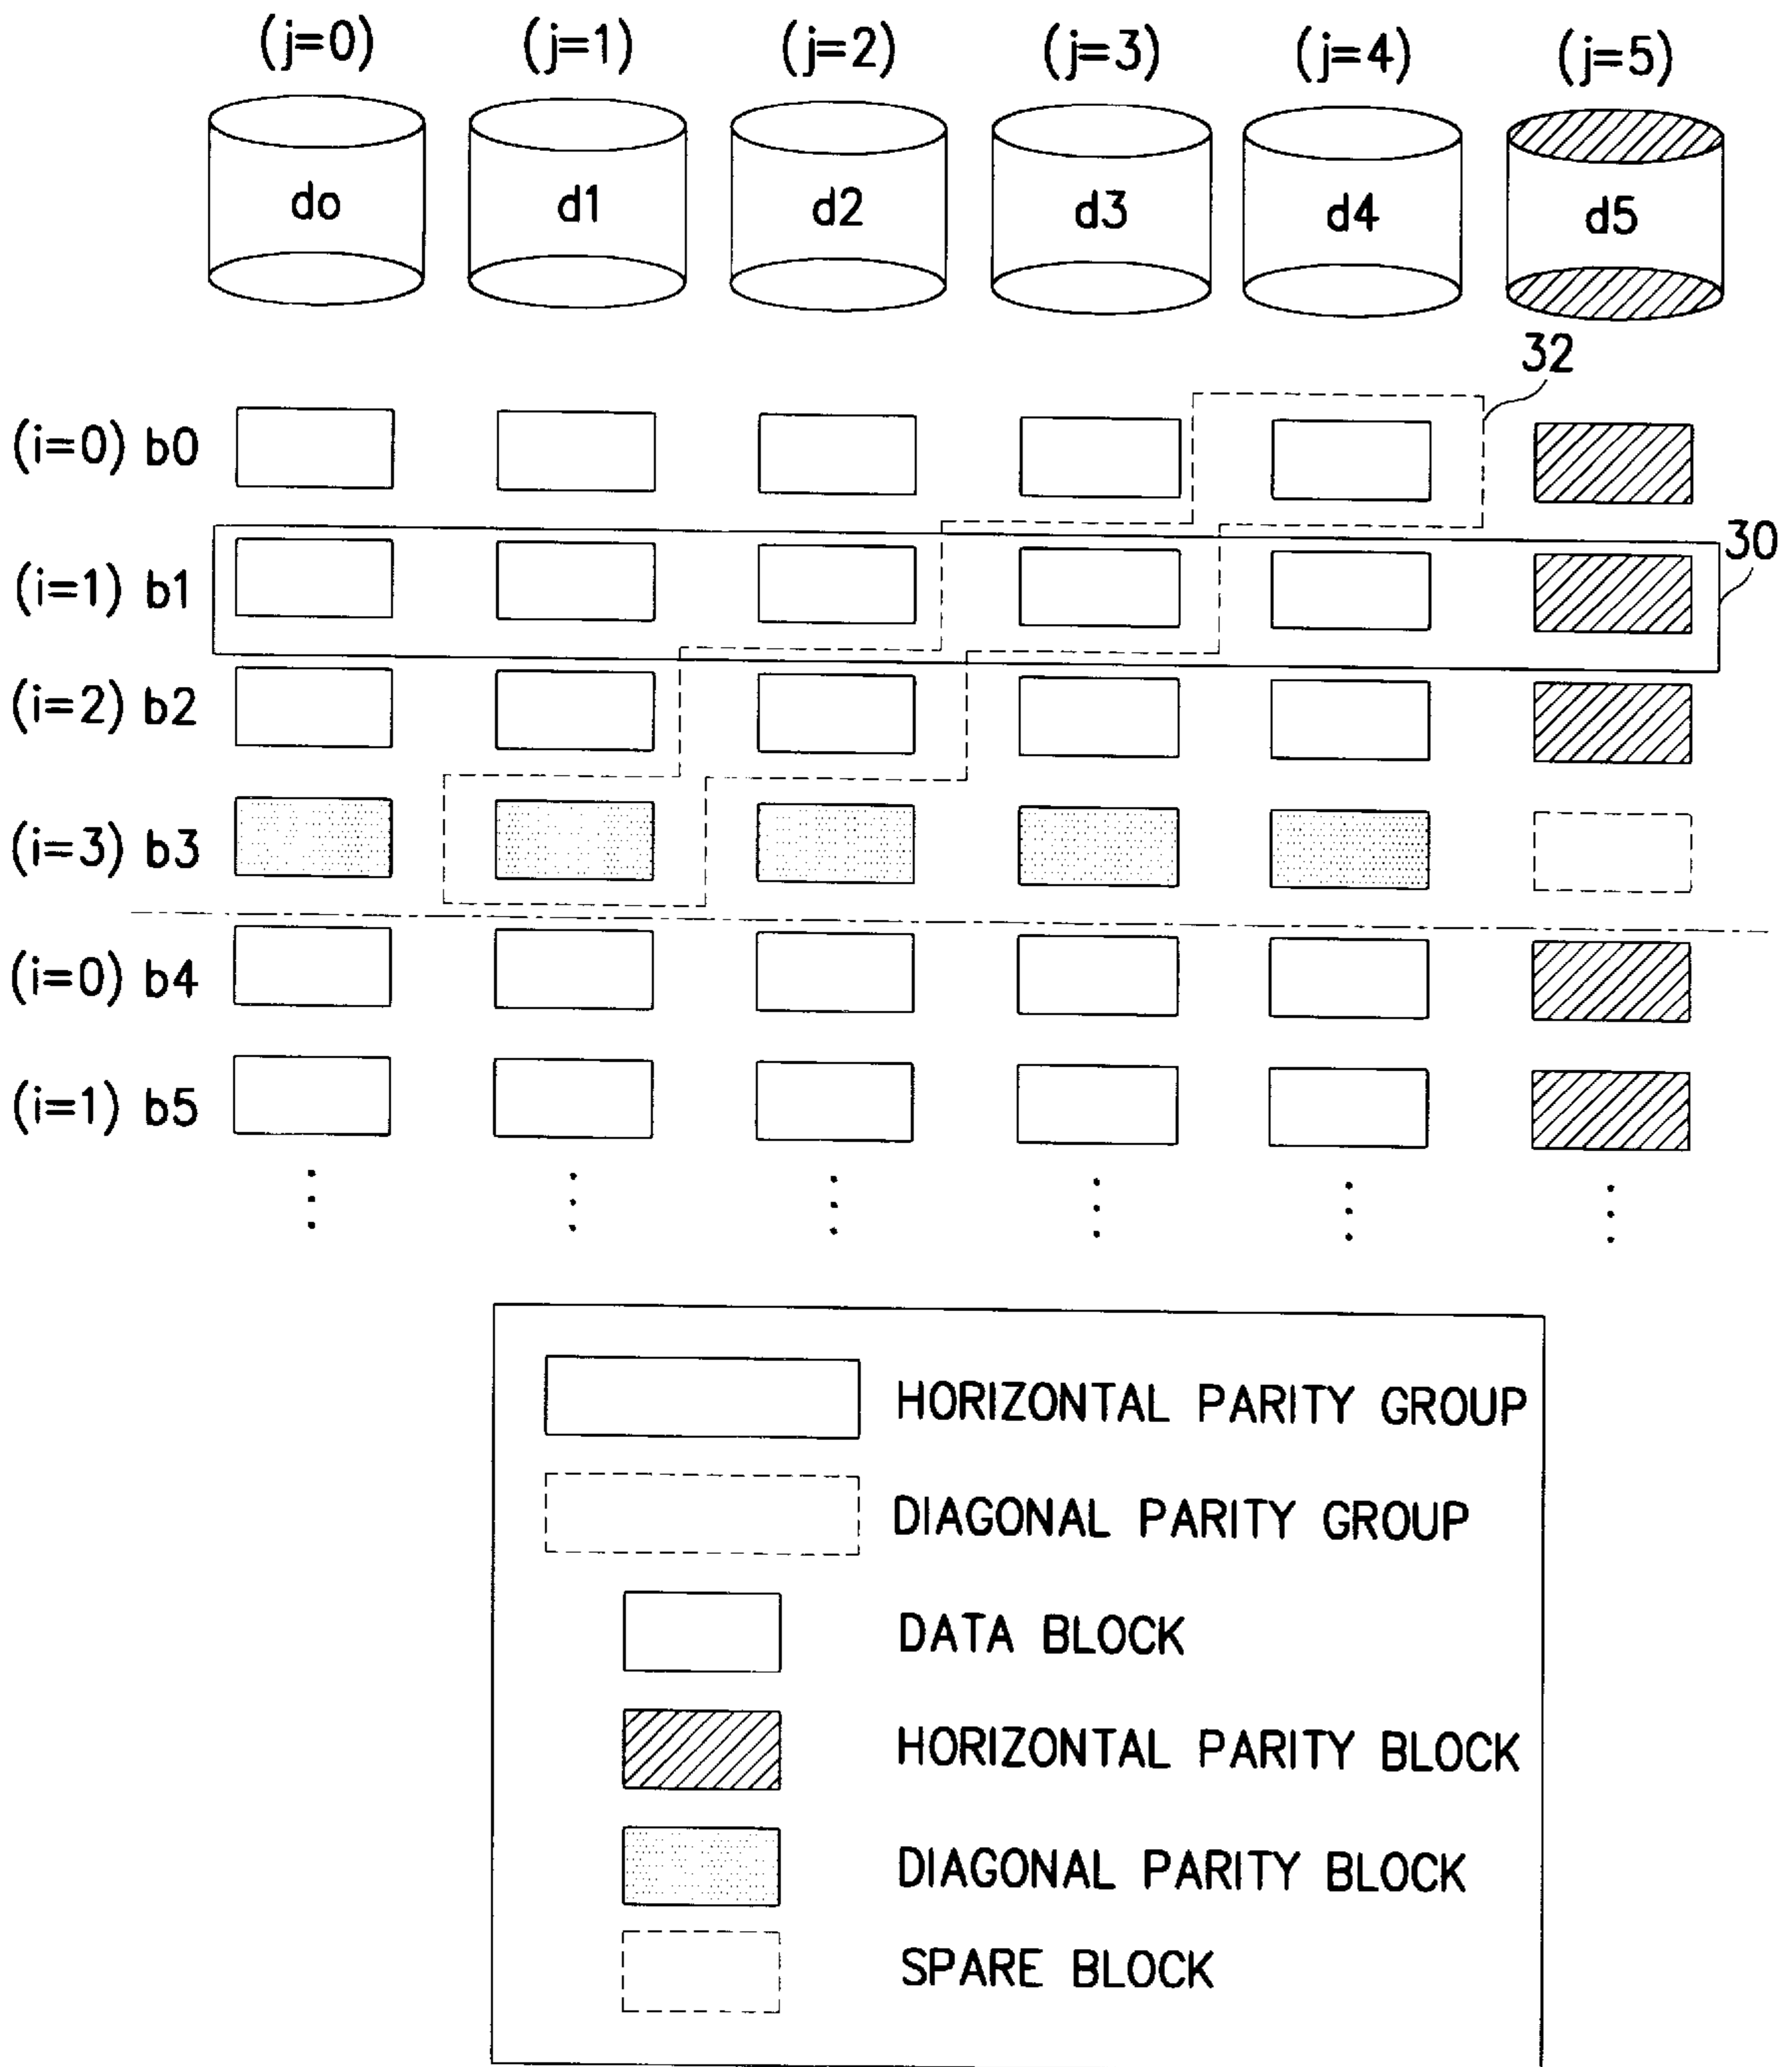 (j=0) (j=1) (j=2) (j=3) (j=4) (j=5)
do d1 d2 d3 d4 d5
32
(i=0) b0
30
(i=1) b1
(i=2) b2
(i=3) b3
(i=0) b4
(i=1) b5
HORIZONTAL PARITY GROUP
DIAGONAL PARITY GROUP
DATA BLOCK
HORIZONTAL PARITY BLOCK
DIAGONAL PARITY BLOCK
SPARE BLOCK